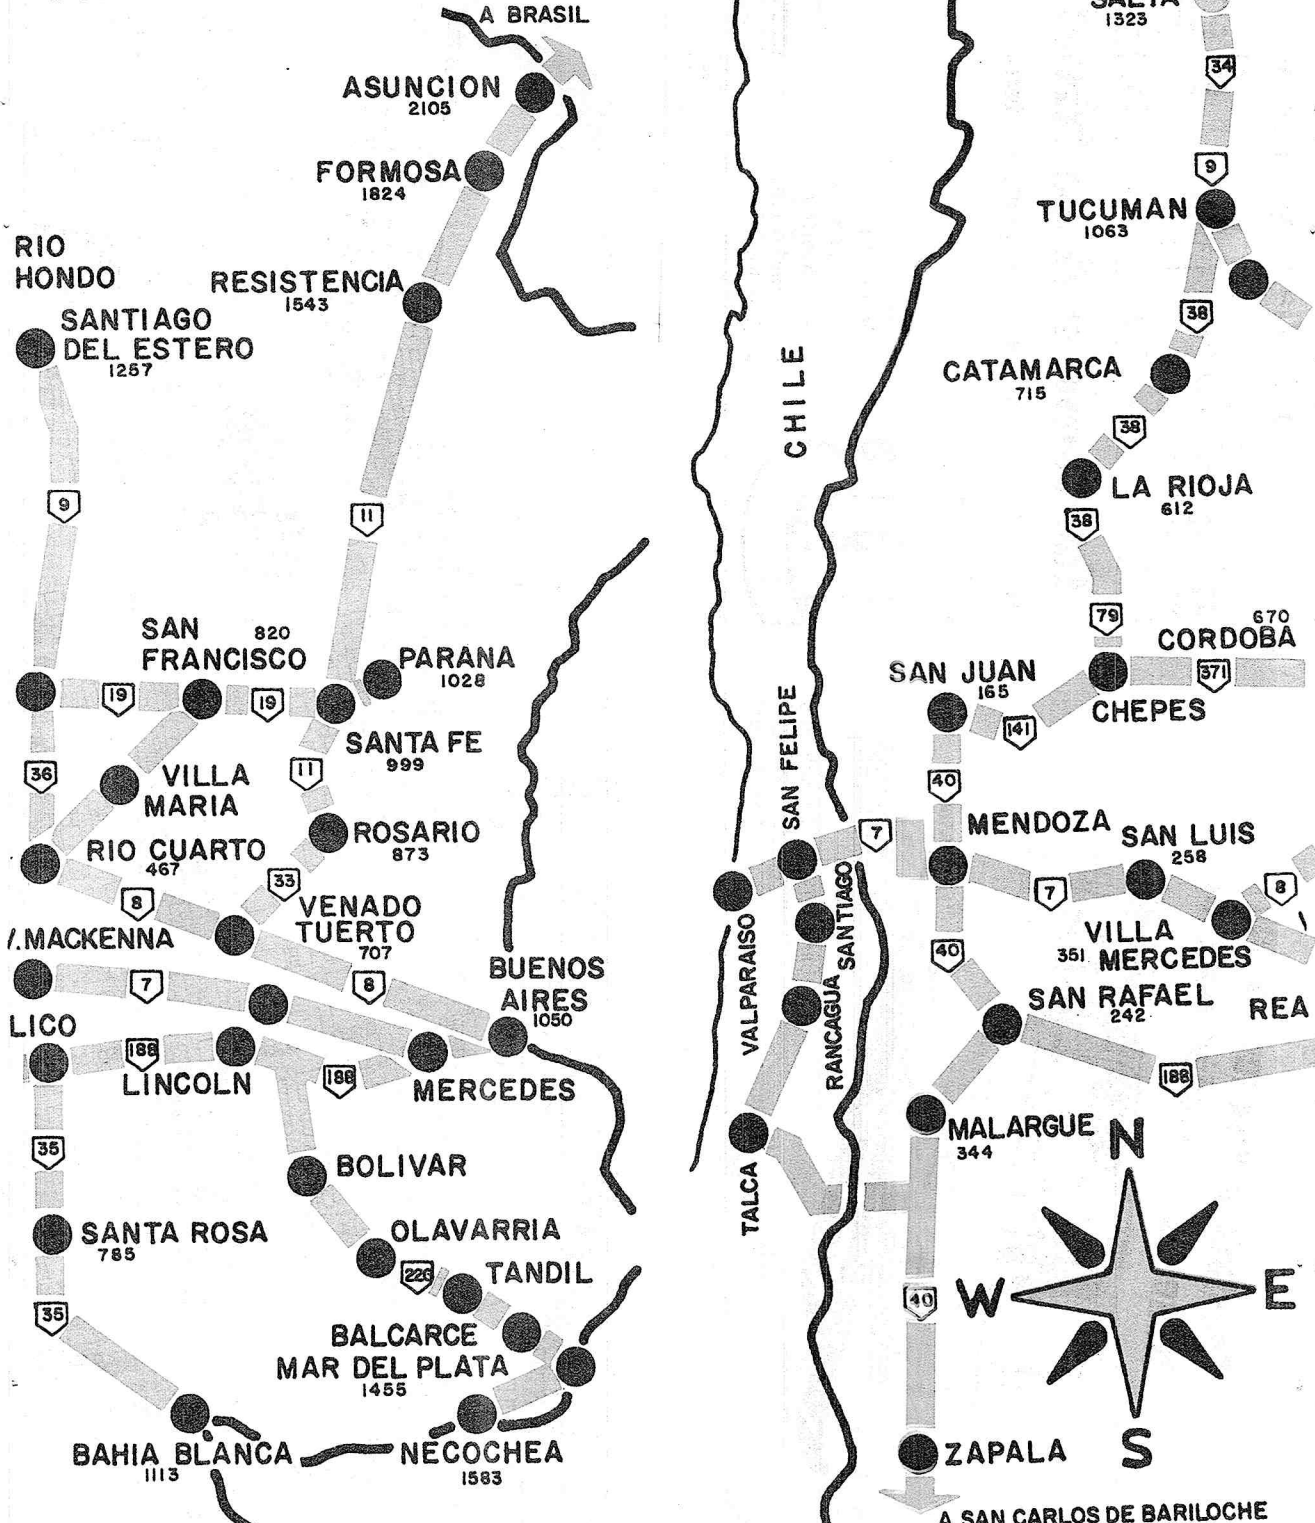 A BRASIL
ASUNCION
2105
FORMOSA
1824
RIO
HONDO
RESISTENCIA
1543
SANTIAGO
DEL ESTERO
1257
9
11
SAN
FRANCISCO
820
PARANA
1028
19
19
SANTA FE
999
36
VILLA
MARIA
11
RIO CUARTO
467
ROSARIO
873
33
8
VENADO
TUERTO
707
MACKENNA
7
8
BUENOS
AIRES
1050
LICO
188
LINCOLN
188
MERCEDES
35
BOLIVAR
SANTA ROSA
785
OLAVARRIA
226
TANDIL
35
BALCARCE
MAR DEL PLATA
1455
BAHIA BLANCA
1113
NECOCHEA
1583
CHILE
SALTA
1323
34
9
TUCUMAN
1063
38
CATAMARCA
715
38
LA RIOJA
612
38
79
670
CORDOBA
371
SAN JUAN
165
CHEPES
141
40
SAN FELIPE
7
MENDOZA
SAN LUIS
258
7
8
VALPARAISO
SANTIAGO
40
VILLA
MERCEDES
351
RANCAGUA
SAN RAFAEL
242
REA
188
TALCA
MALARGUE
344
N
W
E
S
40
ZAPALA
A SAN CARLOS DE BARILOCHE